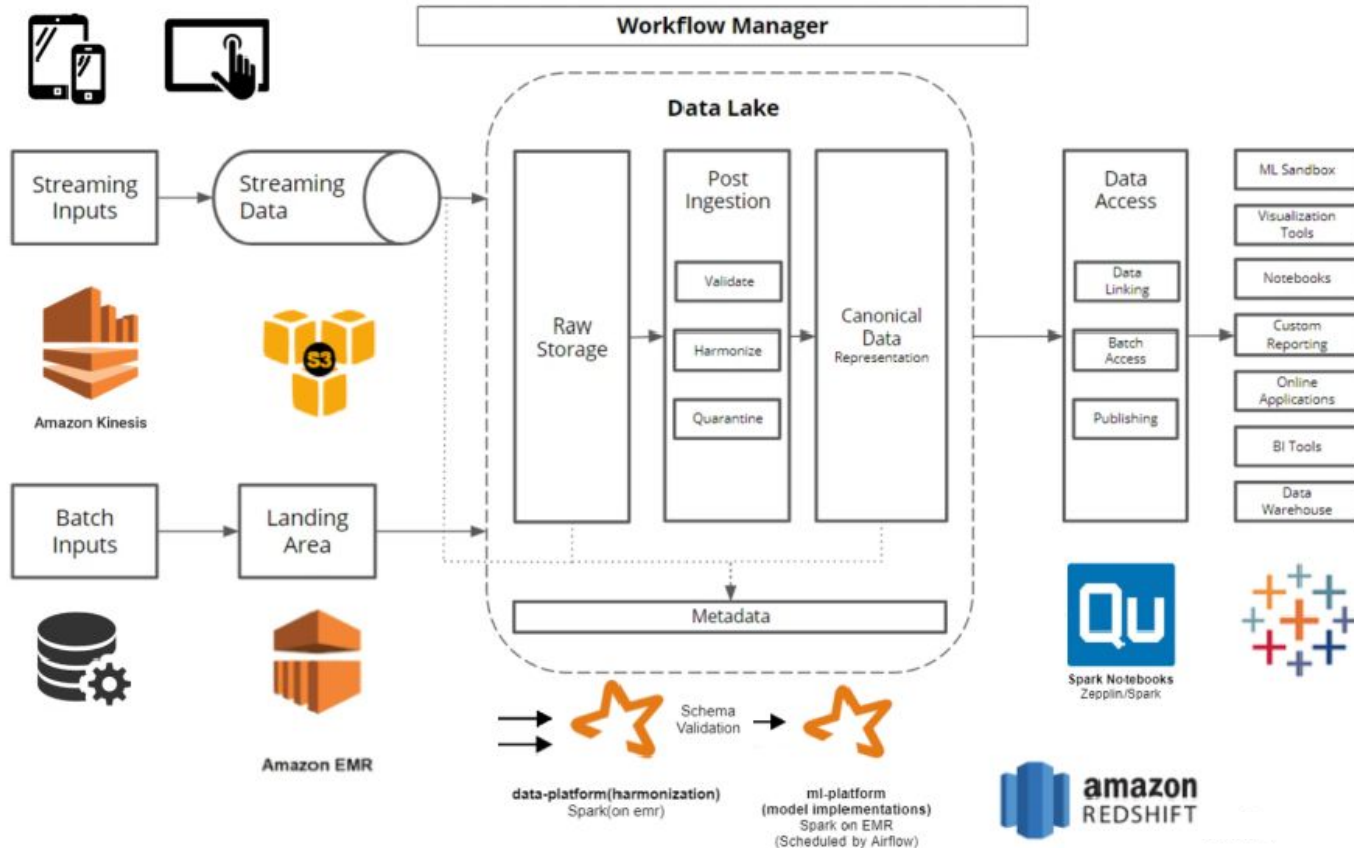 Workflow Manager
Data Lake
Streaming
Inputs
Streaming
Data
Raw
Storage
Post
Ingestion
Validate
Harmonize
Quarantine
Canonical
Data
Representation
Data
Access
Data
Linking
Batch
Access
Publishing
ML Sandbox
Visualization
Tools
Notebooks
Custom
Reporting
Online
Applications
BI Tools
Data
Warehouse
Amazon Kinesis
S3
Batch
Inputs
Landing
Area
Metadata
Amazon EMR
Schema
Validation
data-platform(harmonization)
Spark(on emr)
ml-platform
(model implementations)
Spark on EMR
(Scheduled by Airflow)
Qu
Spark Notebooks
Zepplin/Spark
amazon
REDSHIFT